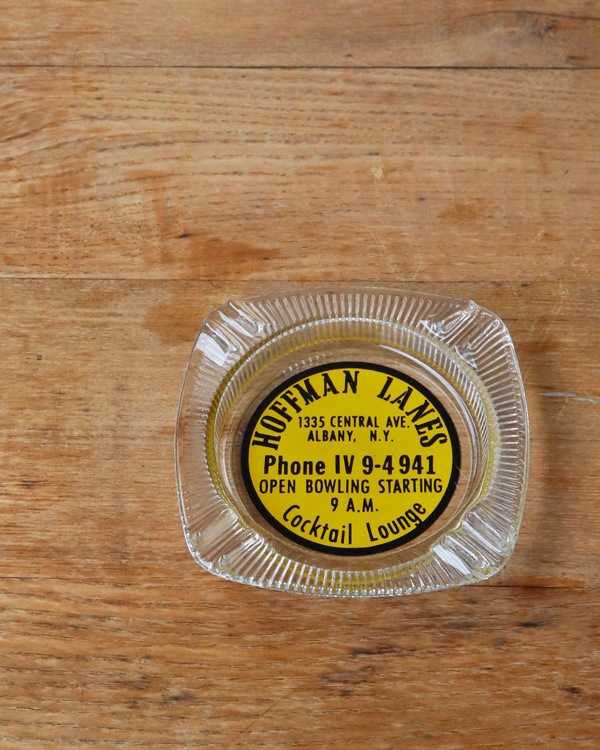 HOFFMAN LANES
1335 CENTRAL AVE.
ALBANY, N.Y.
Phone IV 9-4941
OPEN BOWLING STARTING
9 A.M.
Cocktail Lounge